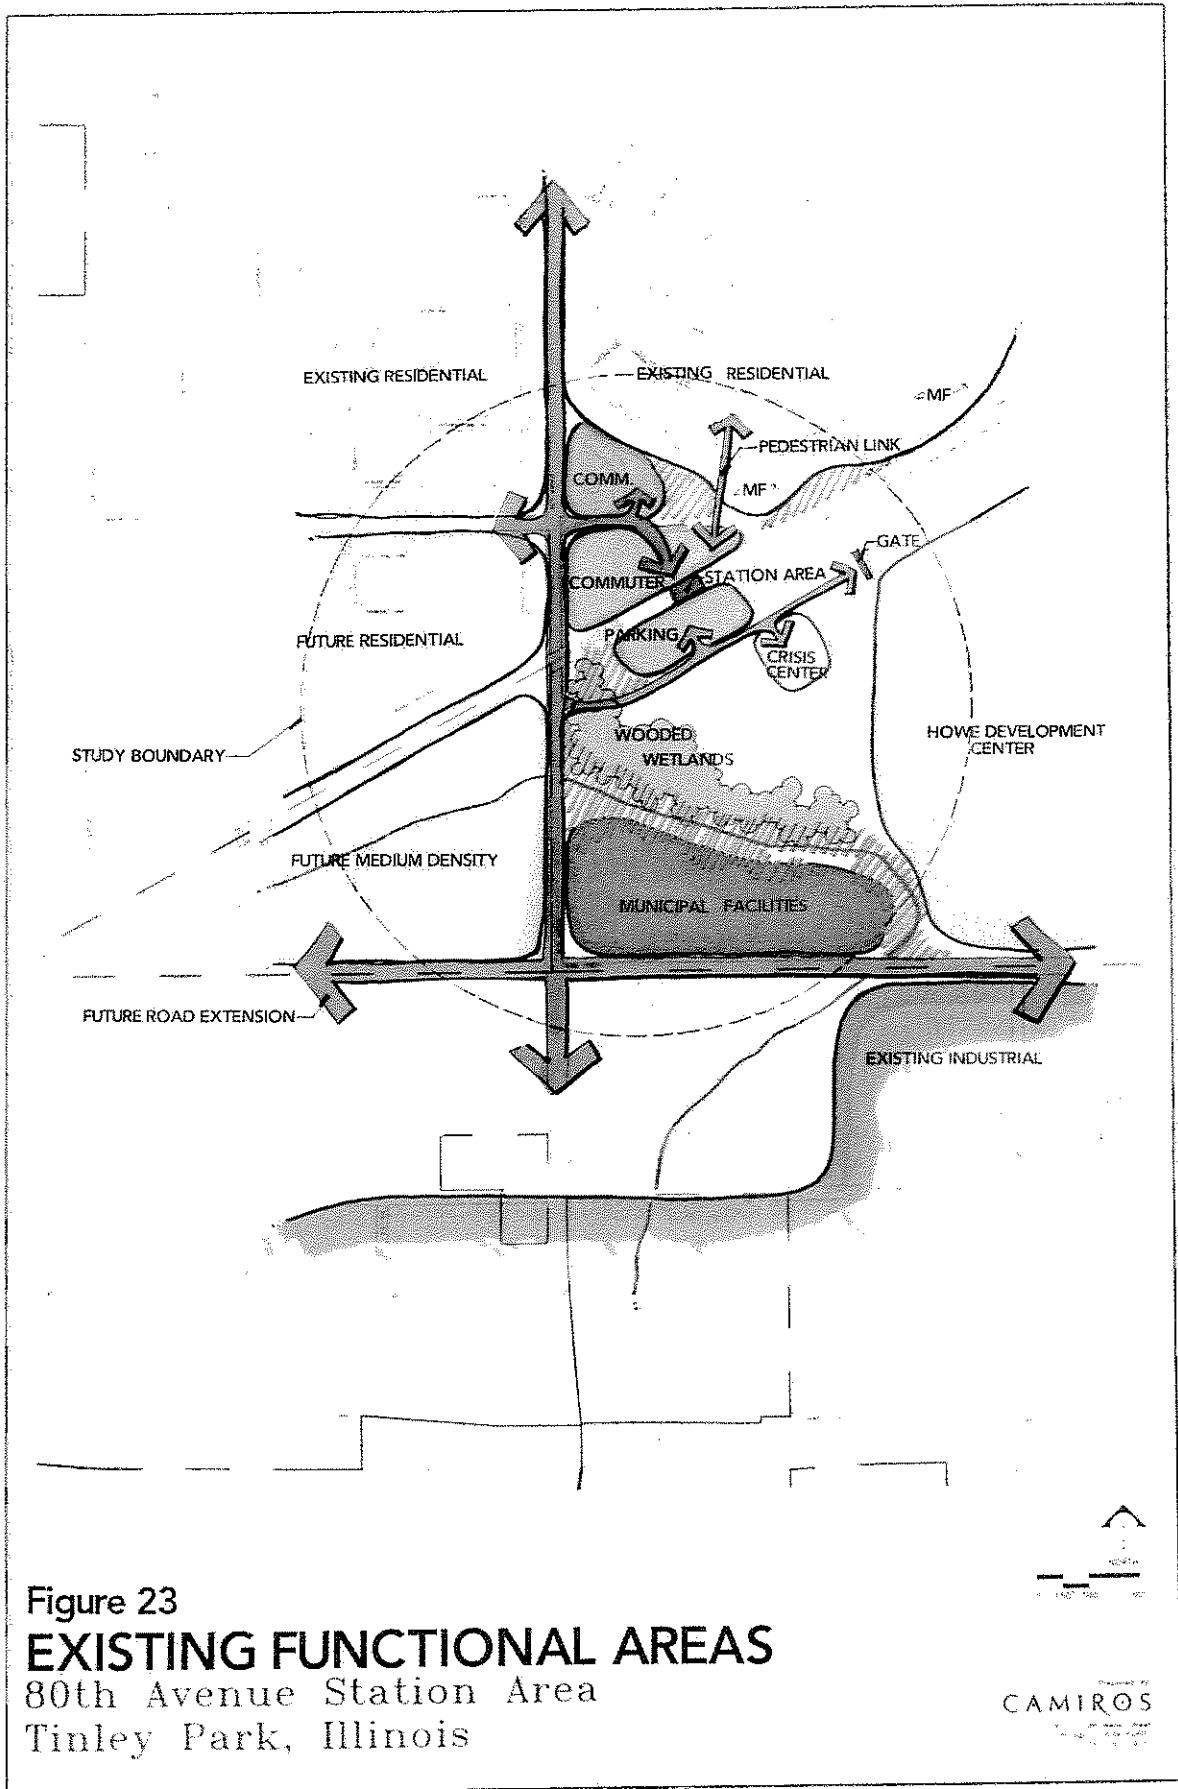 EXISTING RESIDENTIAL
EXISTING RESIDENTIAL
MF
PEDESTRIAN LINK
COMM.
MF
GATE
COMMUTER
STATION AREA
PARKING
FUTURE RESIDENTIAL
CRISIS
CENTER
STUDY BOUNDARY
WOODED
WETLANDS
HOWE DEVELOPMENT
CENTER
FUTURE MEDIUM DENSITY
MUNICIPAL FACILITIES
FUTURE ROAD EXTENSION
EXISTING INDUSTRIAL
NORTH
Figure 23
EXISTING FUNCTIONAL AREAS
80th Avenue Station Area
Tinley Park, Illinois
CAMIROS